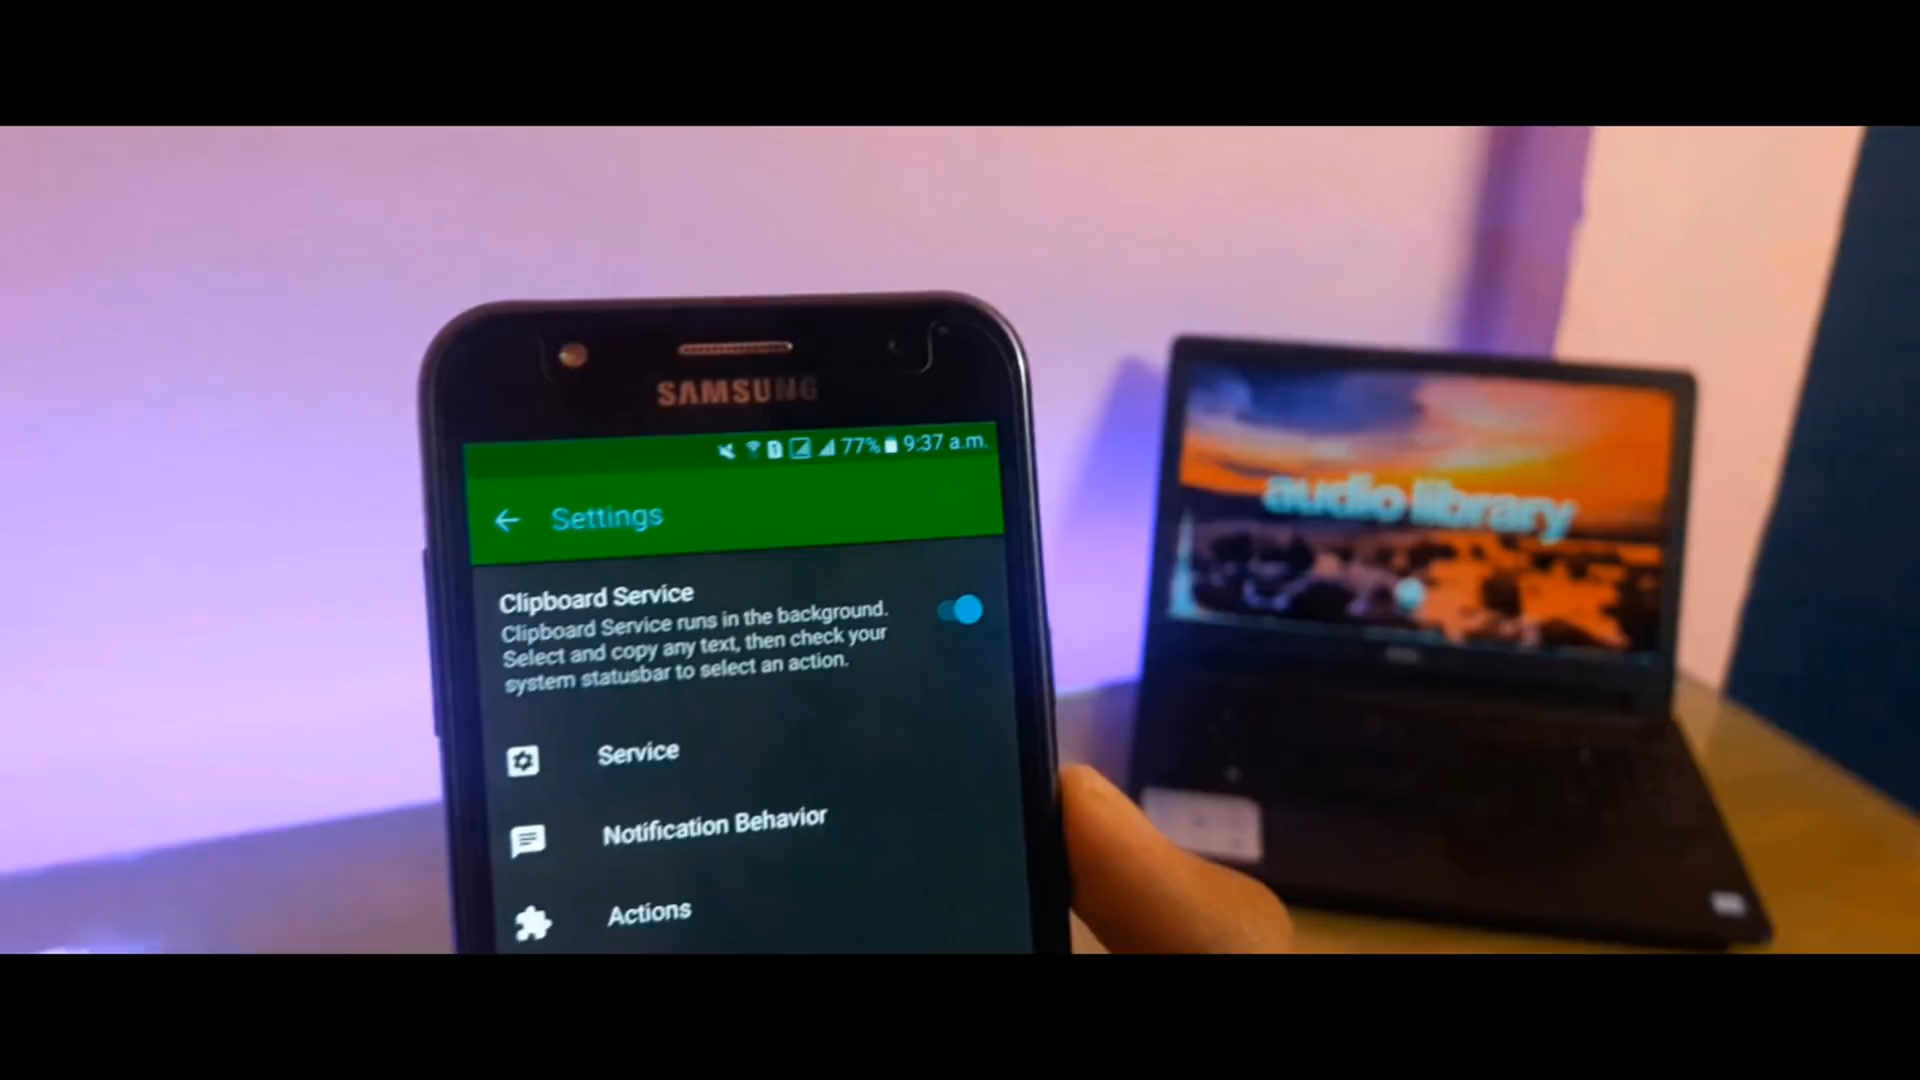 SAMSUNG
77% 9:37 a.m.
Settings
Clipboard Service
Clipboard Service runs in the background.
Select and copy any text, then check your
system statusbar to select an action.
Service
Notification Behavior
Actions
audio library